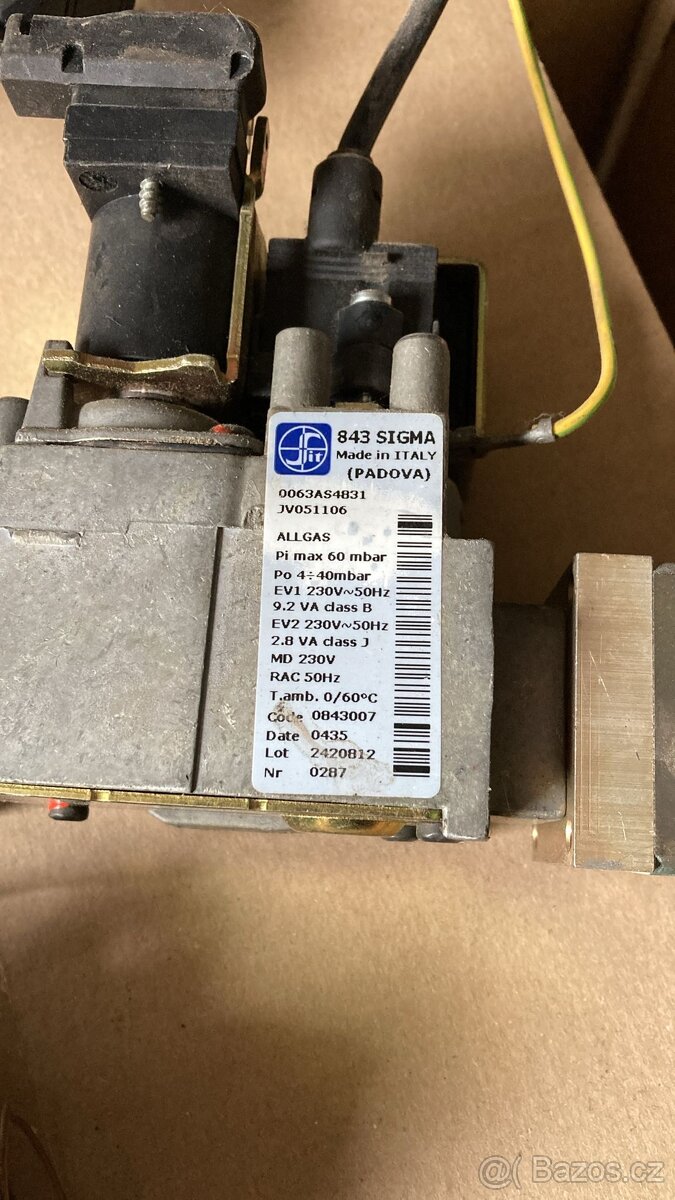 Sit
843 SIGMA
Made in ITALY
(PADOVA)
0063AS4831
JV051106
ALLGAS
Pi max 60 mbar
Po 4÷40mbar
EV1 230V~50Hz
9.2 VA class B
EV2 230V~50Hz
2.8 VA class J
MD 230V
RAC 50Hz
T.amb. 0/60°C
Code 0843007
Date 0435
Lot 2420812
Nr 0287
Bazos.cz